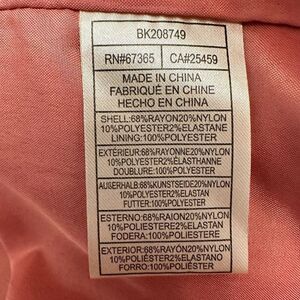 BK208749
RN#67365 CA#25459
MADE IN CHINA
FABRIQUÉ EN CHINE
HECHO EN CHINA
SHELL:68%RAYON20%NYLON
10%POLYESTER2%ELASTANE
LINING:100%POLYESTER
EXTÉRIEUR:68%RAYONNE20%NYLON
10%POLYESTER2%ÉLASTHANNE
DOUBLURE:100%POLYESTER
AUSERHALB:68%KUNSTSEIDE20%NYLON
10%POLYESTER2%ELASTAN
FUTTER:100%POLYESTER
ESTERNO:68%RAION20%NYLON
10%POLIESTERE2%ELASTAN
FODERA:100%POLIESTERE
EXTERIOR:68%RAYÓN20%NYLON
10%POLIÉSTER2%ELASTANO
FORRO:100%POLIÉSTER